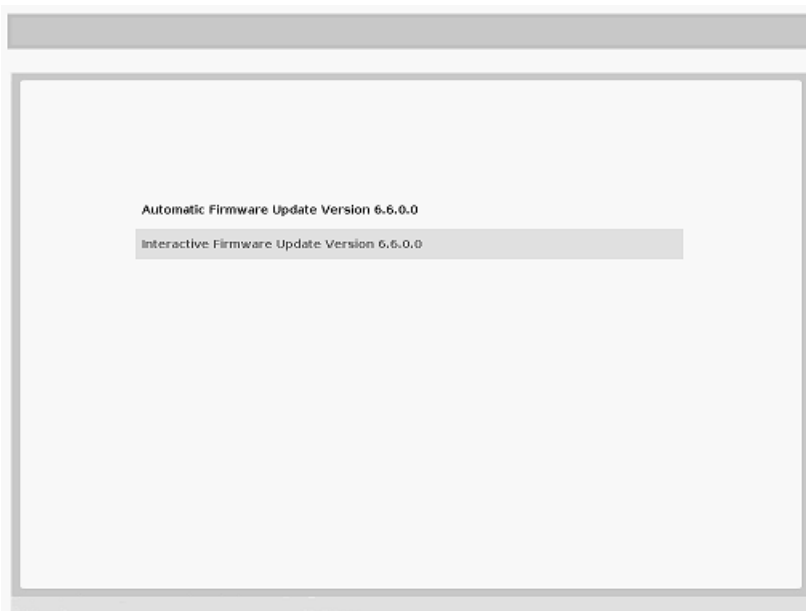 Automatic Firmware Update Version 6.6.0.0
Interactive Firmware Update Version 6.6.0.0